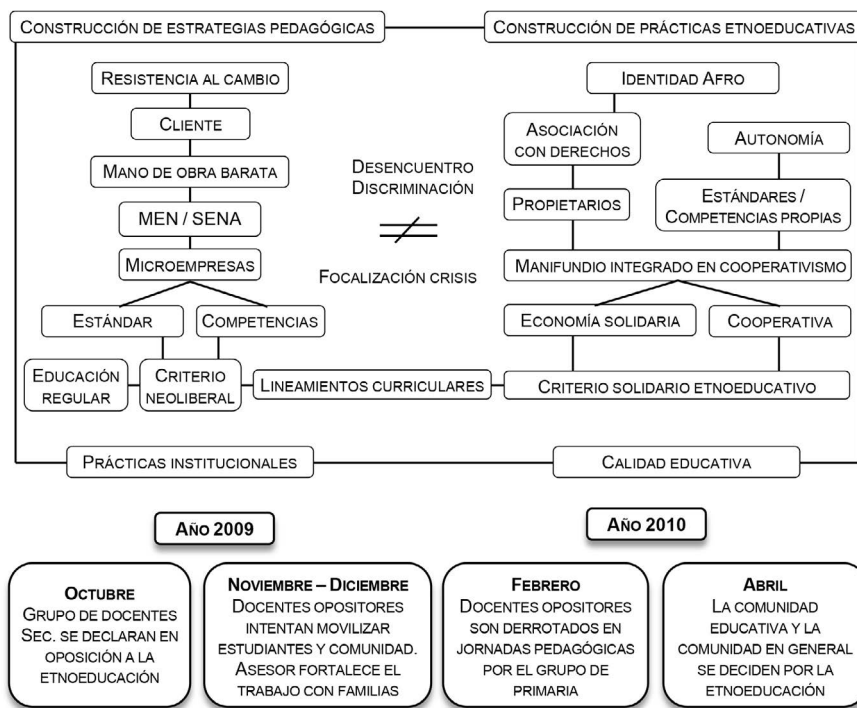 CONSTRUCCIÓN DE ESTRATEGIAS PEDAGÓGICAS
CONSTRUCCIÓN DE PRÁCTICAS ETNOEDUCATIVAS
RESISTENCIA AL CAMBIO
CLIENTE
MANO DE OBRA BARATA
MEN / SENA
MICROEMPRESAS
ESTÁNDAR
COMPETENCIAS
EDUCACIÓN
REGULAR
CRITERIO
NEOLIBERAL
LINEAMIENTOS CURRICULARES
DESENCUENTRO
DISCRIMINACIÓN
FOCALIZACIÓN CRISIS
IDENTIDAD AFRO
ASOCIACIÓN
CON DERECHOS
AUTONOMÍA
PROPIETARIOS
ESTÁNDARES /
COMPETENCIAS PROPIAS
MANIFUNDIO INTEGRADO EN COOPERATIVISMO
ECONOMÍA SOLIDARIA
COOPERATIVA
CRITERIO SOLIDARIO ETNOEDUCATIVO
PRÁCTICAS INSTITUCIONALES
CALIDAD EDUCATIVA
AÑO 2009
AÑO 2010
OCTUBRE
GRUPO DE DOCENTES
SEC. SE DECLARAN EN
OPOSICIÓN A LA
ETNOEDUCACIÓN
NOVIEMBRE – DICIEMBRE
DOCENTES OPOSITORES
INTENTAN MOVILIZAR
ESTUDIANTES Y COMUNIDAD.
ASESOR FORTALECE EL
TRABAJO CON FAMILIAS
FEBRERO
DOCENTES OPOSITORES
SON DERROTADOS EN
JORNADAS PEDAGÓGICAS
POR EL GRUPO DE
PRIMARIA
ABRIL
LA COMUNIDAD
EDUCATIVA Y LA
COMUNIDAD EN GENERAL
SE DECIDEN POR LA
ETNOEDUCACIÓN